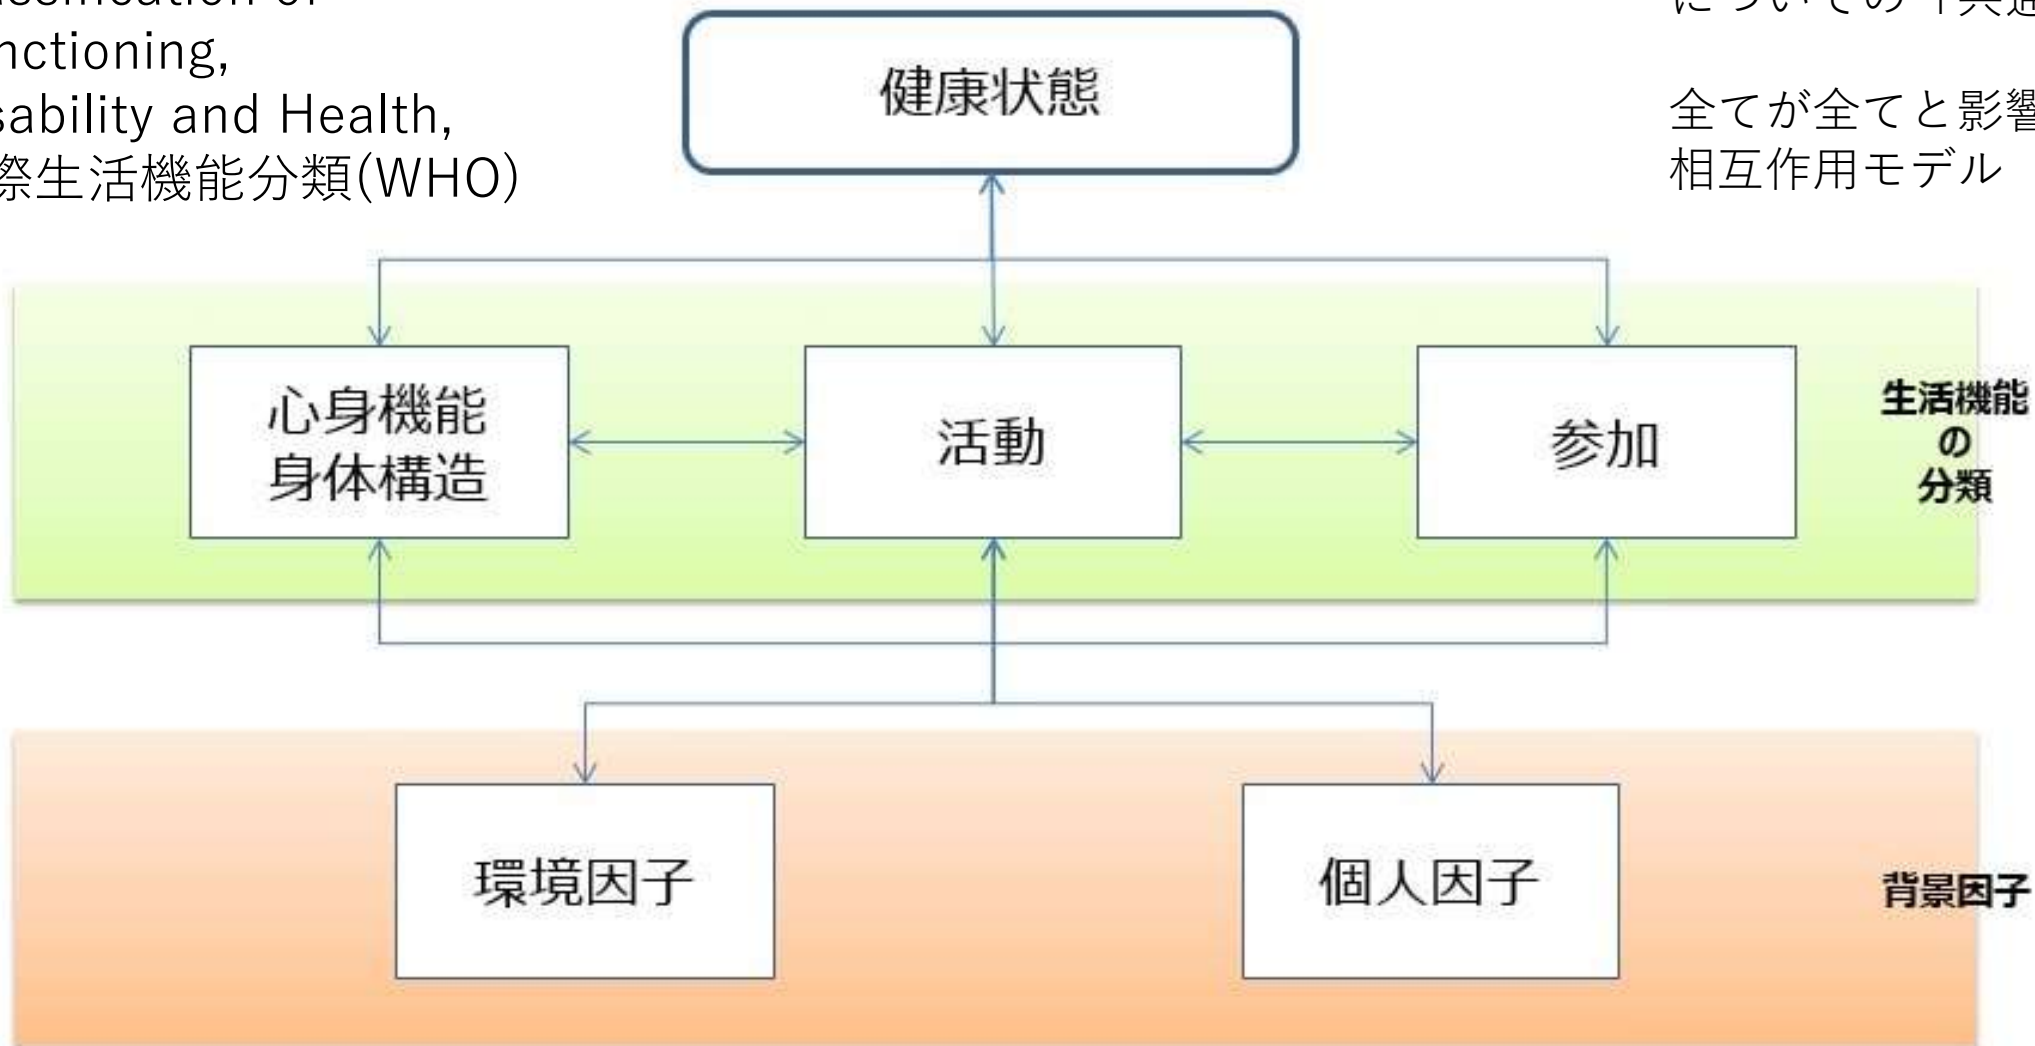 nctioning,
sability and Health,
際生活機能分類(WHO)
全てが全てと影響
相互作用モデル
健康状態
心身機能
身体構造
活動
参加
生活機能
の
分類
環境因子
個人因子
背景因子